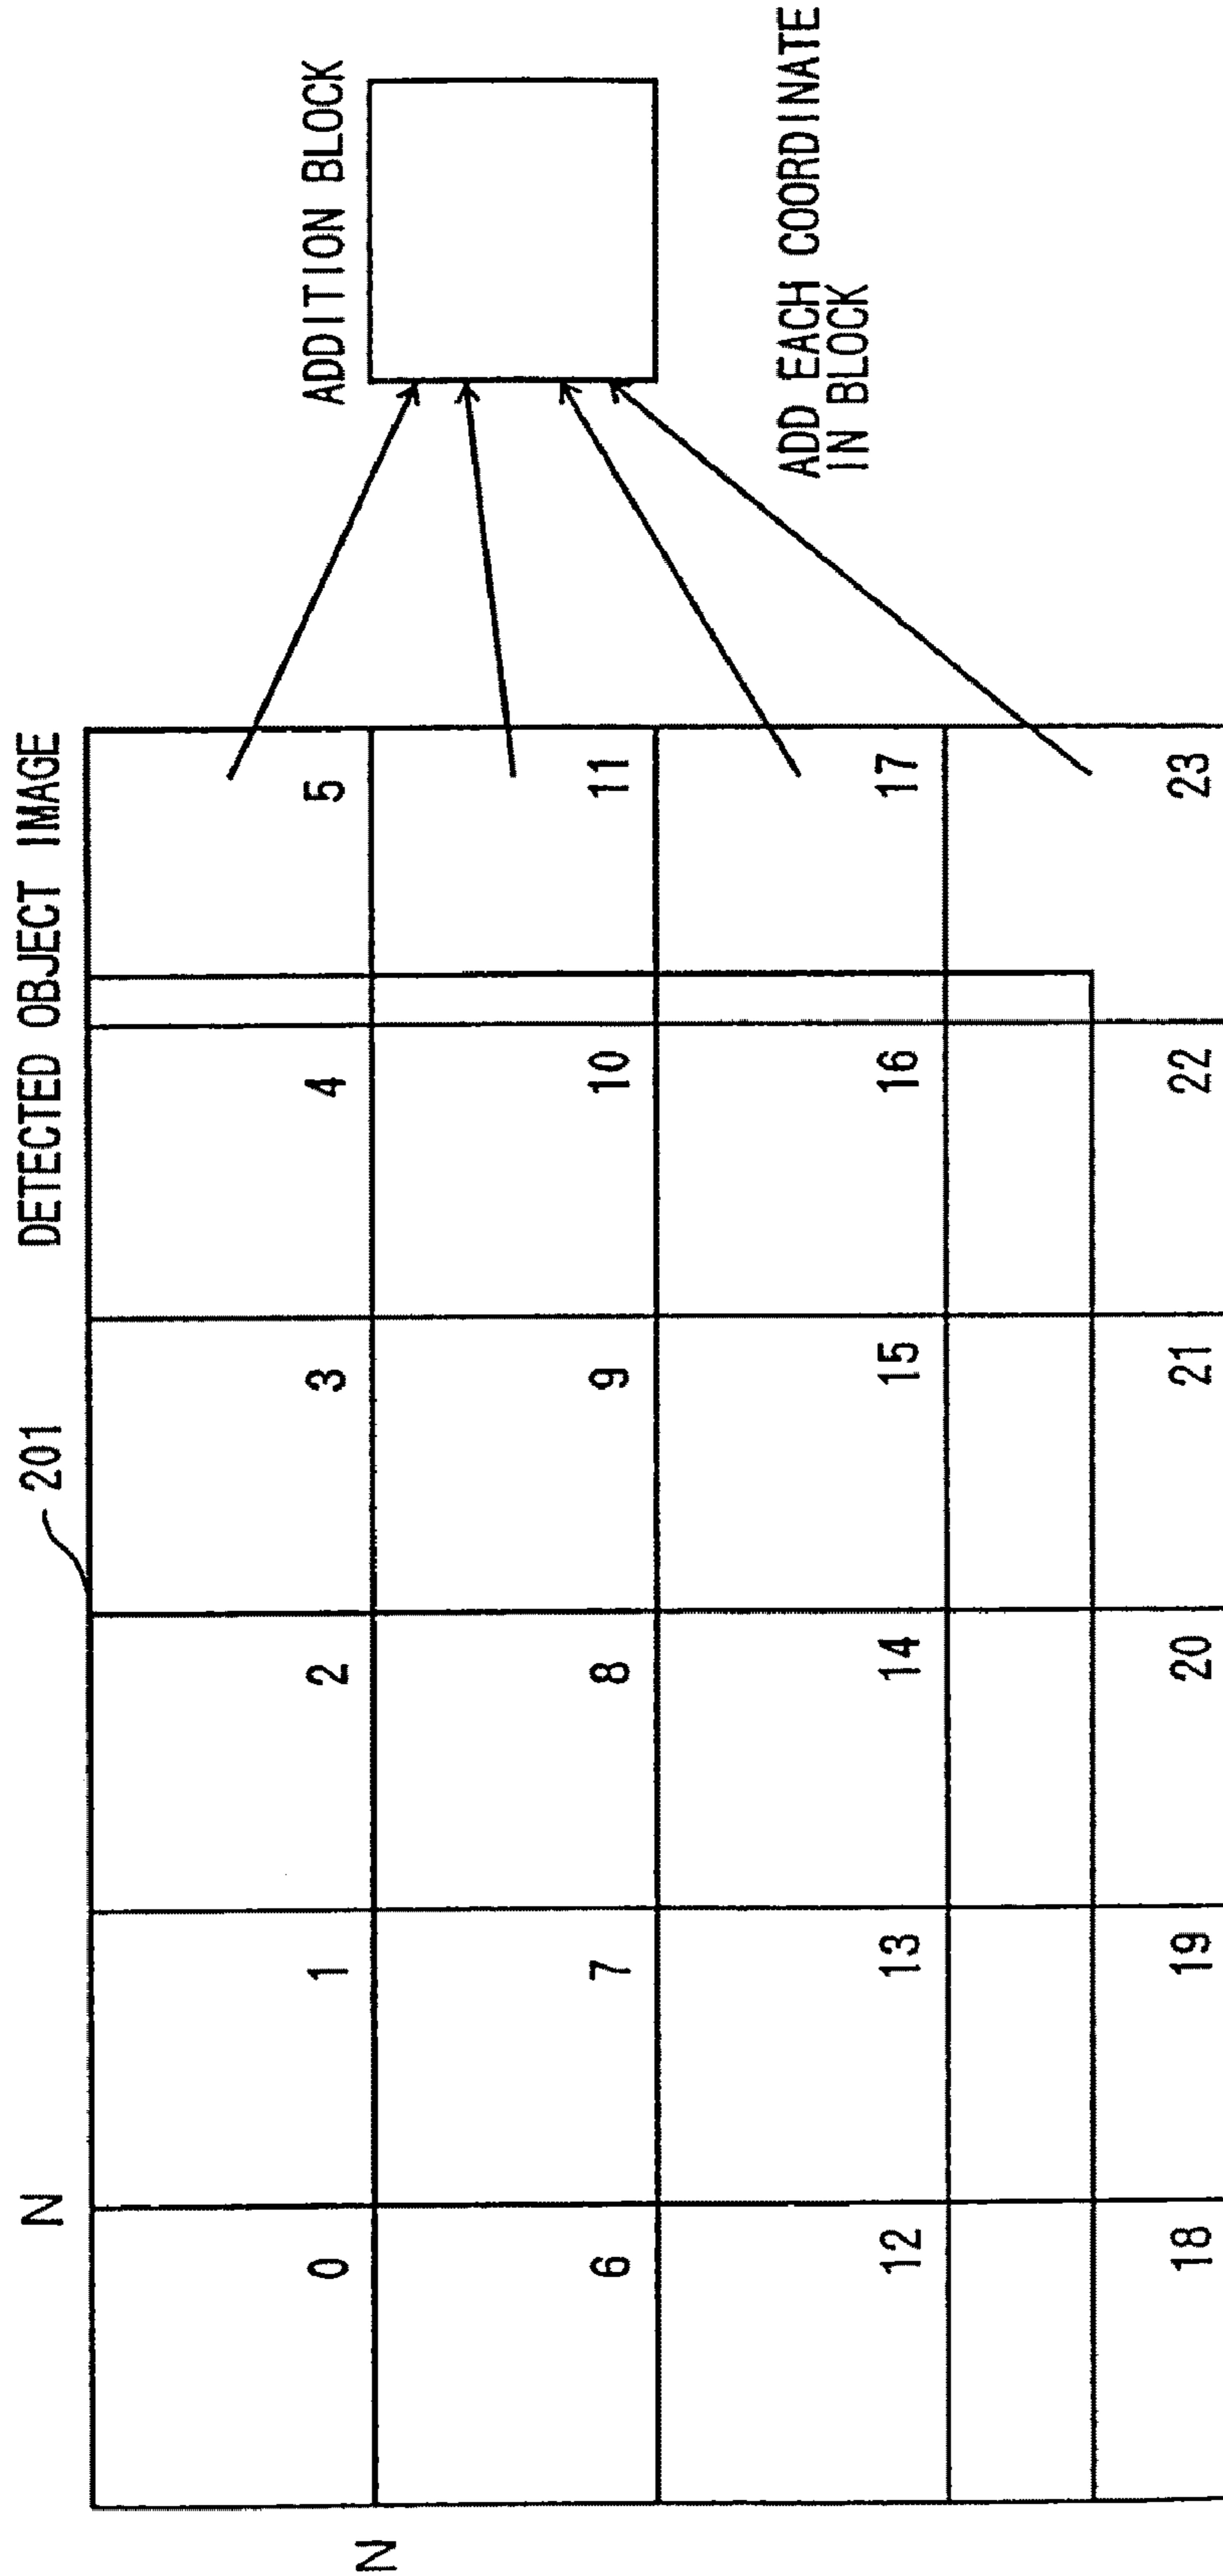 201
DETECTED OBJECT IMAGE
N
N
ADDITION BLOCK
0 1 2 3 4 5
6 7 8 9 10 11
12 13 14 15 16 17
18 19 20 21 22 23
ADD EACH COORDINATE
IN BLOCK